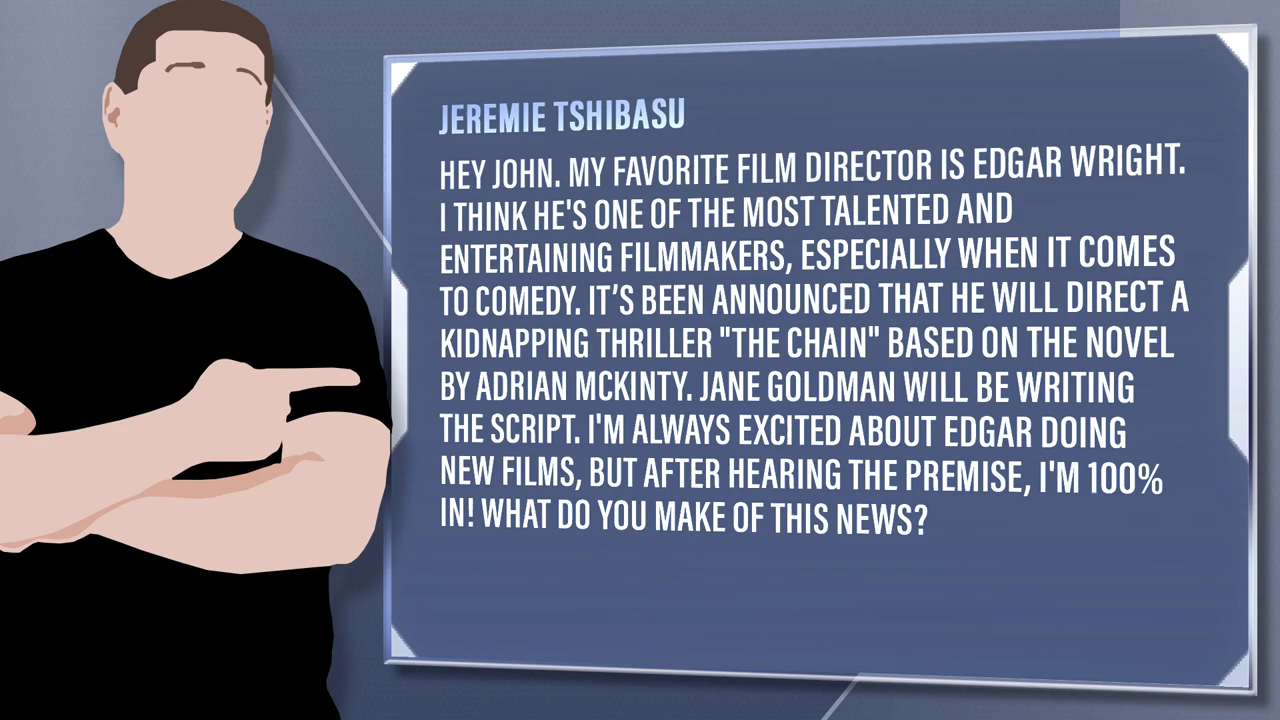 JEREMIE TSHIBASU
HEY JOHN. MY FAVORITE FILM DIRECTOR IS EDGAR WRIGHT.
I THINK HE'S ONE OF THE MOST TALENTED AND
ENTERTAINING FILMMAKERS, ESPECIALLY WHEN IT COMES
TO COMEDY. IT’S BEEN ANNOUNCED THAT HE WILL DIRECT A
KIDNAPPING THRILLER "THE CHAIN" BASED ON THE NOVEL
BY ADRIAN MCKINTY. JANE GOLDMAN WILL BE WRITING
THE SCRIPT. I'M ALWAYS EXCITED ABOUT EDGAR DOING
NEW FILMS, BUT AFTER HEARING THE PREMISE, I'M 100%
IN! WHAT DO YOU MAKE OF THIS NEWS?